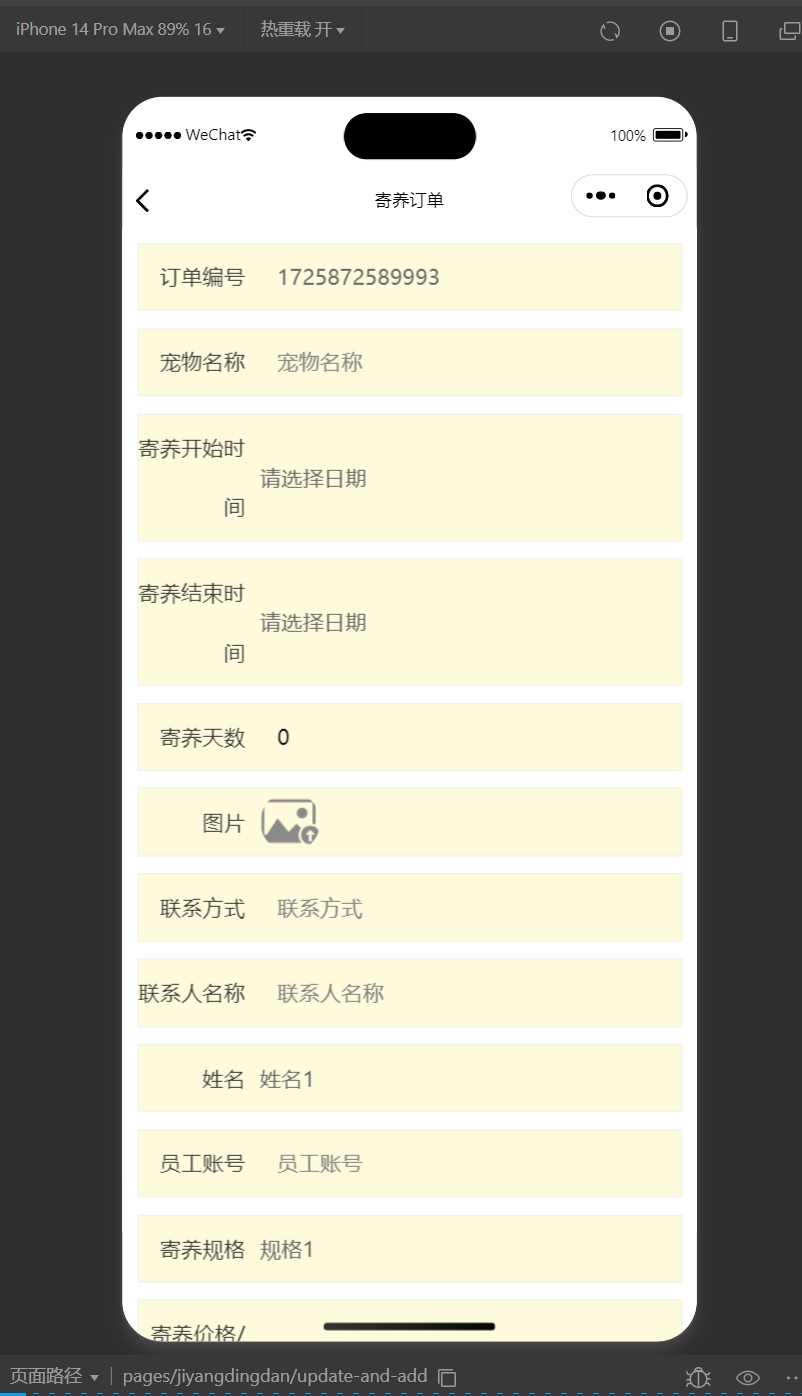 iPhone 14 Pro Max 89% 16 热重载 开
WeChat 100%
寄养订单
订单编号 1725872589993
宠物名称 宠物名称
寄养开始时
请选择日期
间
寄养结束时
请选择日期
间
寄养天数 0
图片
联系方式 联系方式
联系人名称 联系人名称
姓名 姓名1
员工账号 员工账号
寄养规格 规格1
寄养价格/
页面路径 pages/jiyangdingdan/update-and-add